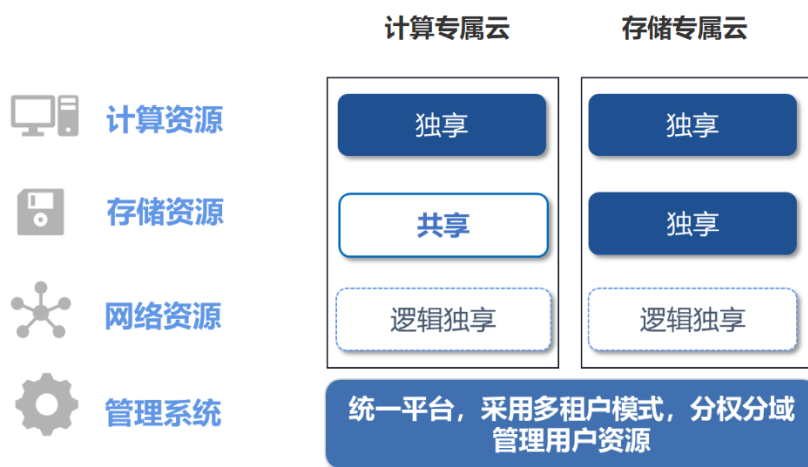 计算专属云 存储专属云
计算资源 独享 独享
存储资源 共享 独享
网络资源 逻辑独享 逻辑独享
管理系统 统一平台，采用多租户模式，分权分域
管理用户资源